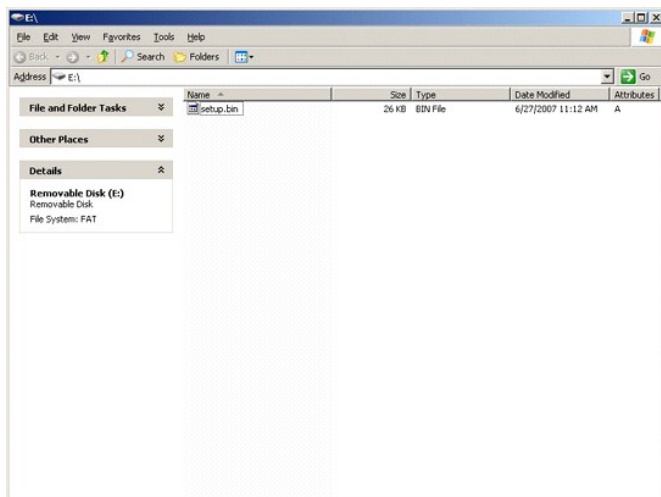 E:\
File Edit View Favorites Tools Help
Back Search Folders
Address E:\ Go
Name Size Type Date Modified Attributes
setup.bin 26 KB BIN File 6/27/2007 11:12 AM A
File and Folder Tasks
Other Places
Details
Removable Disk (E:)
Removable Disk
File System: FAT